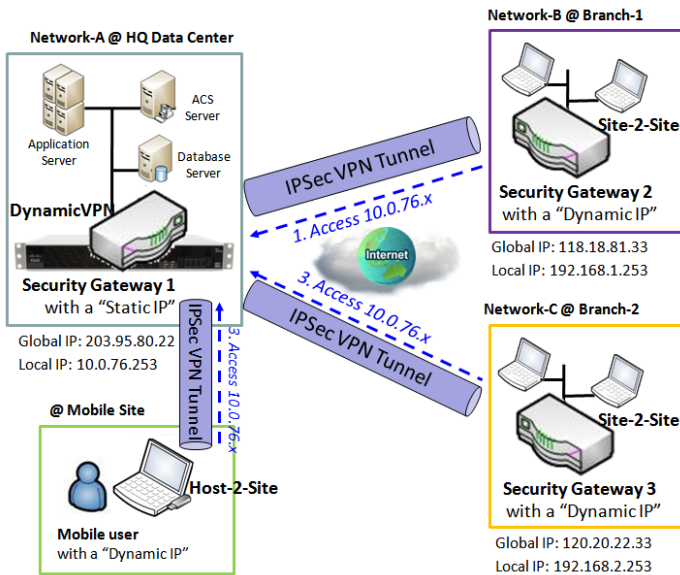 Network-A @ HQ Data Center
Application
Server
ACS
Server
Database
Server
DynamicVPN
Security Gateway 1
with a “Static IP”
Global IP: 203.95.80.22
Local IP: 10.0.76.253
IPSec VPN Tunnel
1. Access 10.0.76.x
Internet
3. Access 10.0.76.x
IPSec VPN Tunnel
IPSec VPN Tunnel
3. Access 10.0.76.x
@ Mobile Site
Host-2-Site
Mobile user
with a “Dynamic IP”
Network-B @ Branch-1
Site-2-Site
Security Gateway 2
with a “Dynamic IP”
Global IP: 118.18.81.33
Local IP: 192.168.1.253
Network-C @ Branch-2
Site-2-Site
Security Gateway 3
with a “Dynamic IP”
Global IP: 120.20.22.33
Local IP: 192.168.2.253